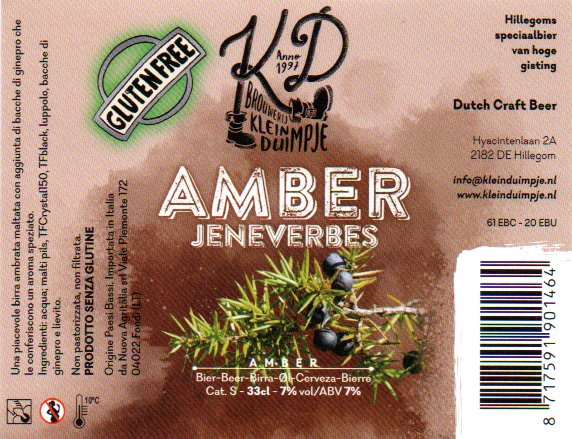 Una piacevole birra ambrata maltata con aggiunta di bacche di ginepro che
le conferiscono un aroma speziato.
Ingredienti: acqua; malti pils, TFCrystal150, TFblack, luppolo, bacche di
ginepro e lievito.
Non pastorizzata, non filtrata.
PRODOTTO SENZA GLUTINE
Origine Paesi Bassi. Importata in Italia
da Nuova Agritalia srl Viale Piemonte 172
04022 Fondi (LT)
10°C
GLUTEN FREE
KD
Anno
1997
BROUWERIJ
KLEIN
DUIMPJE
AMBER
JENEVERBES
AMBER
Bier-Beer-Birra-Øl-Cerveza-Bierre
Cat. S - 33cl - 7% vol/ABV 7%
Hillegoms
speciaalbier
van hoge
gisting
Dutch Craft Beer
Hyacintenlaan 2A
2182 DE Hillegom
info@kleinduimpje.nl
www.kleinduimpje.nl
61 EBC - 20 EBU
8 717591 901464